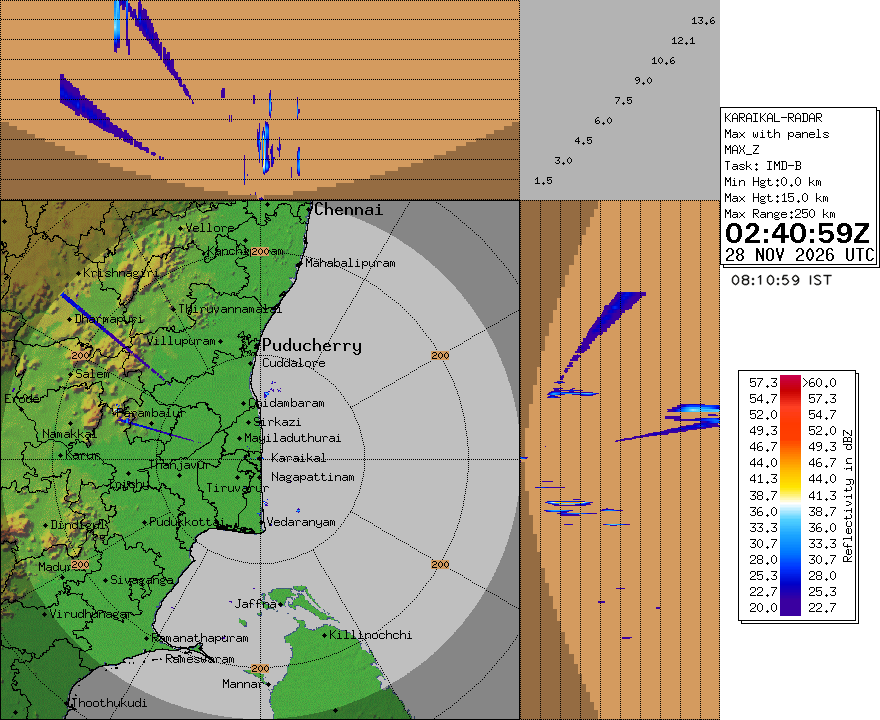 13.6
12.1
10.6
9.0
7.5
6.0
4.5
3.0
1.5
KARAIKAL-RADAR
Max with panels
MAX_Z
Task: IMD-B
Min Hgt:0.0 km
Max Hgt:15.0 km
Max Range:250 km
02:40:59Z
28 NOV 2026 UTC
08:10:59 IST
Chennai
Vellore
200
Mahabalipuram
Krishnagiri
Thiruvannamalai
Dharmapuri
Villupuram
Puducherry
200
200
Cuddalore
Salem
Erode
Chidambaram
Perambalur
Sirkazi
Namakkal
Mayiladuthurai
Karur
Karaikal
Thanjavur
Nagapattinam
Tiruvarur
Dindigul
Pudukkottai
Vedaranyam
200
200
Madurai
Sivaganga
Jaffna
Virudhunagar
Ramanathapuram
Killinochchi
Rameswaram
200
Mannar
Thoothukudi
57.3 >60.0
54.7 57.3
52.0 54.7
49.3 52.0
46.7 49.3
44.0 46.7
41.3 44.0
38.7 41.3
36.0 38.7
33.3 36.0
30.7 33.3
28.0 30.7
25.3 28.0
22.7 25.3
20.0 22.7
Reflectivity in dBZ